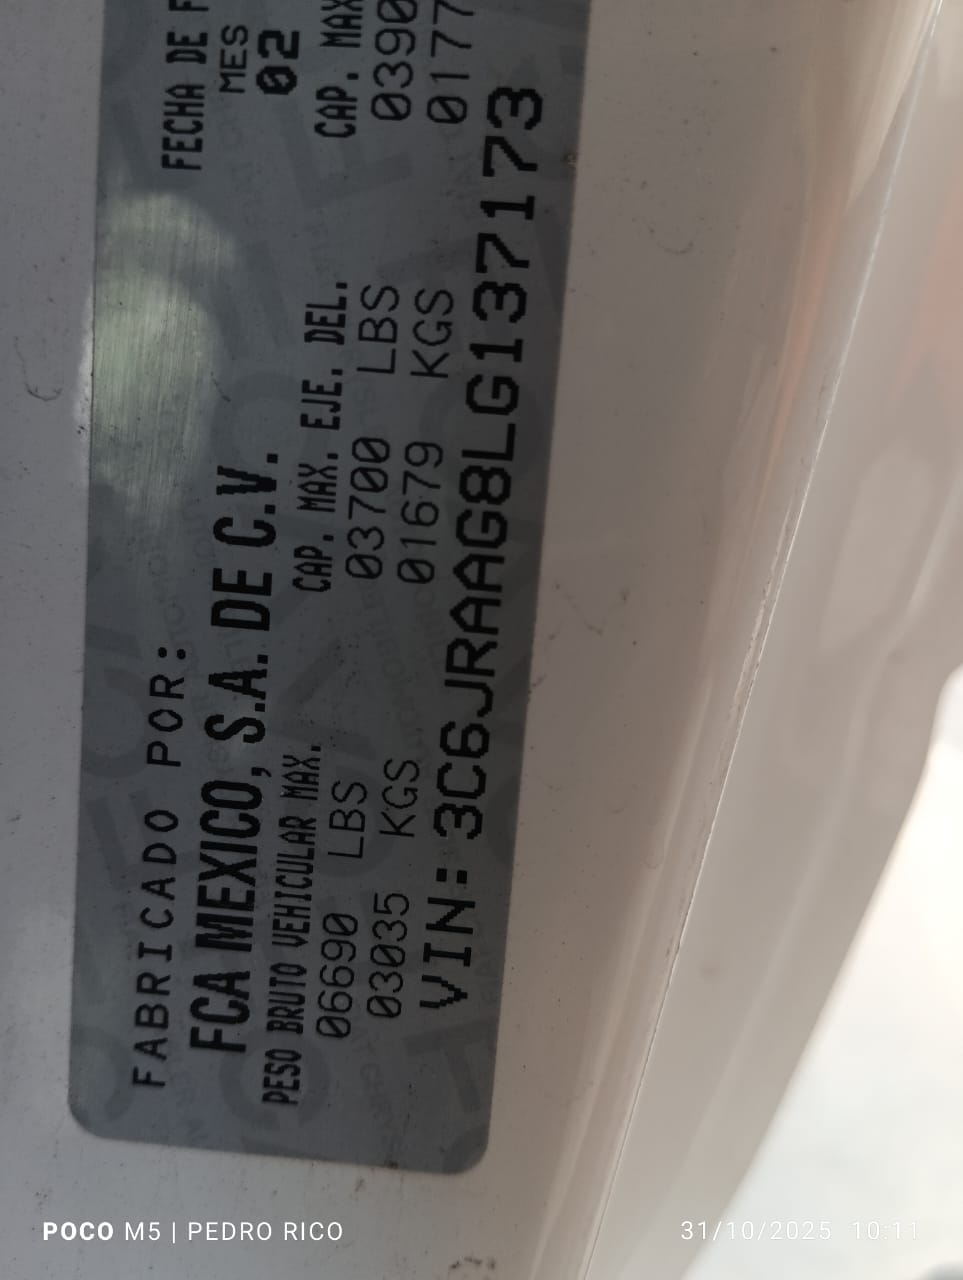 FABRICADO POR: FECHA DE F
FCA MEXICO, S.A. DE C.V. MES
02
PESO BRUTO VEHICULAR MAX. CAP. MAX. EJE. DEL. CAP. MAX
06690 LBS 03700 LBS 0390
03035 KGS 01679 KGS 0177
VIN: 3C6JRAAG8LG137173
POCO M5 | PEDRO RICO
31/10/2025 10:11